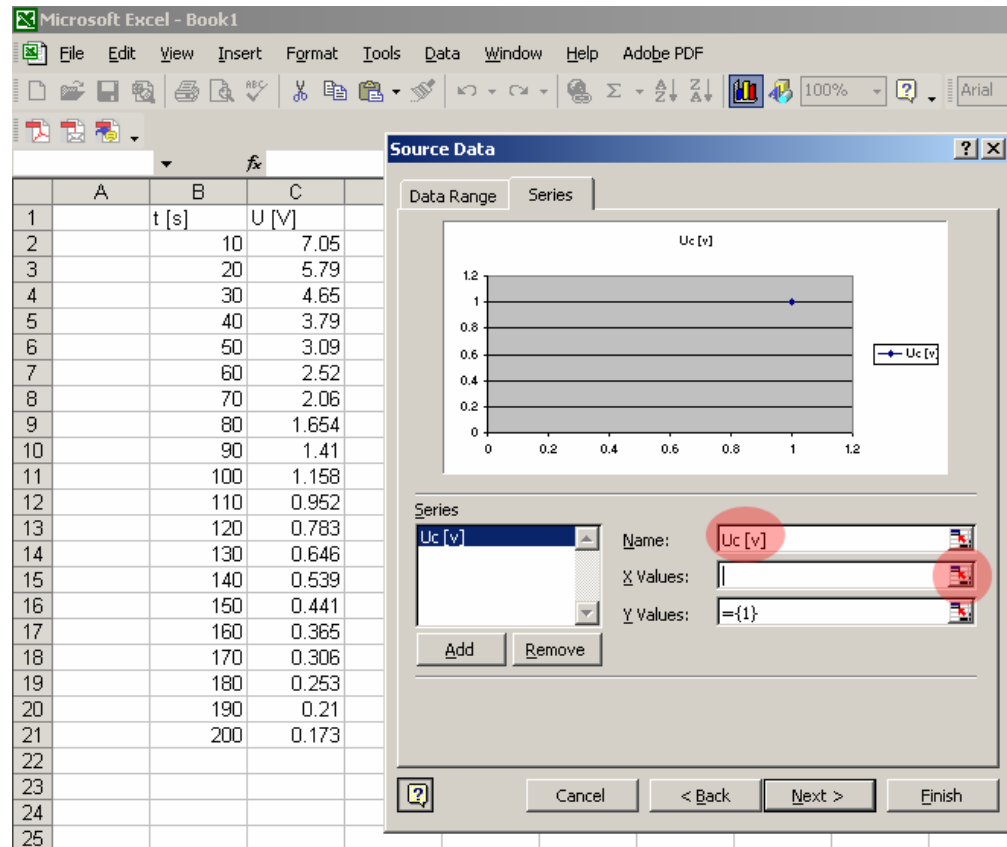 Microsoft Excel - Book1
File Edit View Insert Format Tools Data Window Help Adobe PDF
ABC Σ A Z Z A 100% ? Arial
fx
A B C
1 t [s] U [V]
2 10 7.05
3 20 5.79
4 30 4.65
5 40 3.79
6 50 3.09
7 60 2.52
8 70 2.06
9 80 1.654
10 90 1.41
11 100 1.158
12 110 0.952
13 120 0.783
14 130 0.646
15 140 0.539
16 150 0.441
17 160 0.365
18 170 0.306
19 180 0.253
20 190 0.21
21 200 0.173
22
23
24
25
Source Data ? X
Data Range Series
Uc [v]
1.2
1
0.8
0.6
0.4
0.2
0
0 0.2 0.4 0.6 0.8 1 1.2
Uc [v]
Series
Uc [v]
Name: Uc [v]
X Values:
Y Values: ={1}
Add Remove
? Cancel < Back Next > Finish